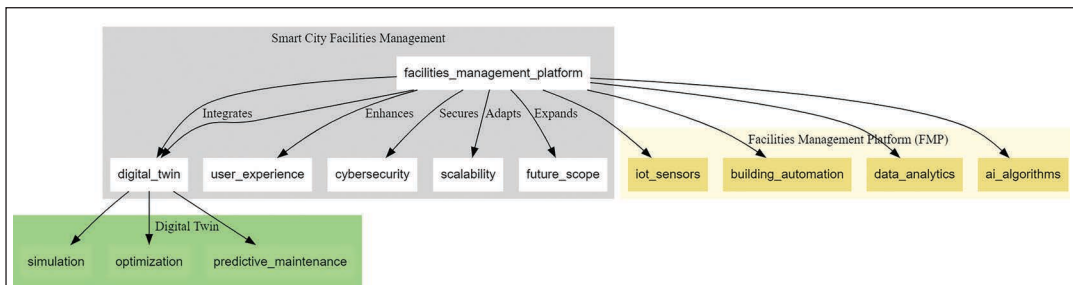 Smart City Facilities Management
facilities_management_platform
Integrates
Enhances
Secures
Adapts
Expands
Facilities Management Platform (FMP)
digital_twin
user_experience
cybersecurity
scalability
future_scope
iot_sensors
building_automation
data_analytics
ai_algorithms
Digital Twin
simulation
optimization
predictive_maintenance